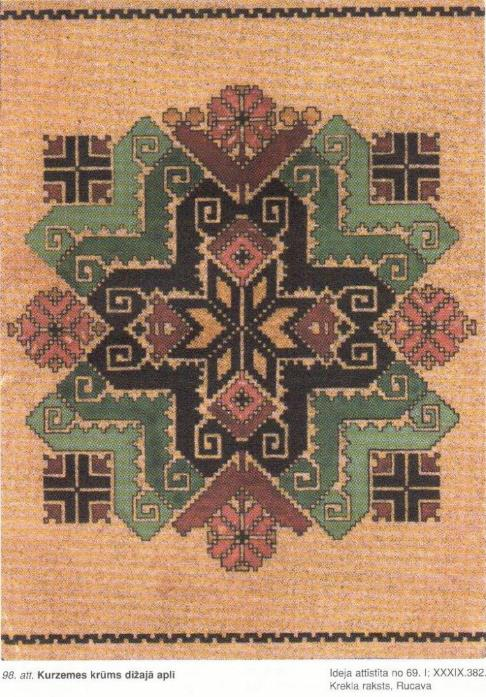 98. att. Kurzemes krūms dižajā aplī
Ideja attīstīta no 69. I; XXXIX.382.
Krekla raksts, Rucava